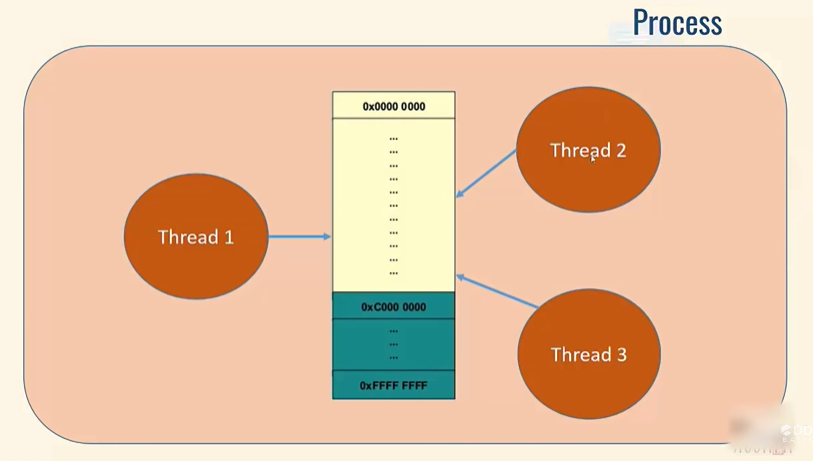 Process
0x0000 0000
...
...
...
...
...
...
...
...
...
...
...
Thread 1
Thread 2
Thread 3
0xC000 0000
...
...
...
0xFFFF FFFF